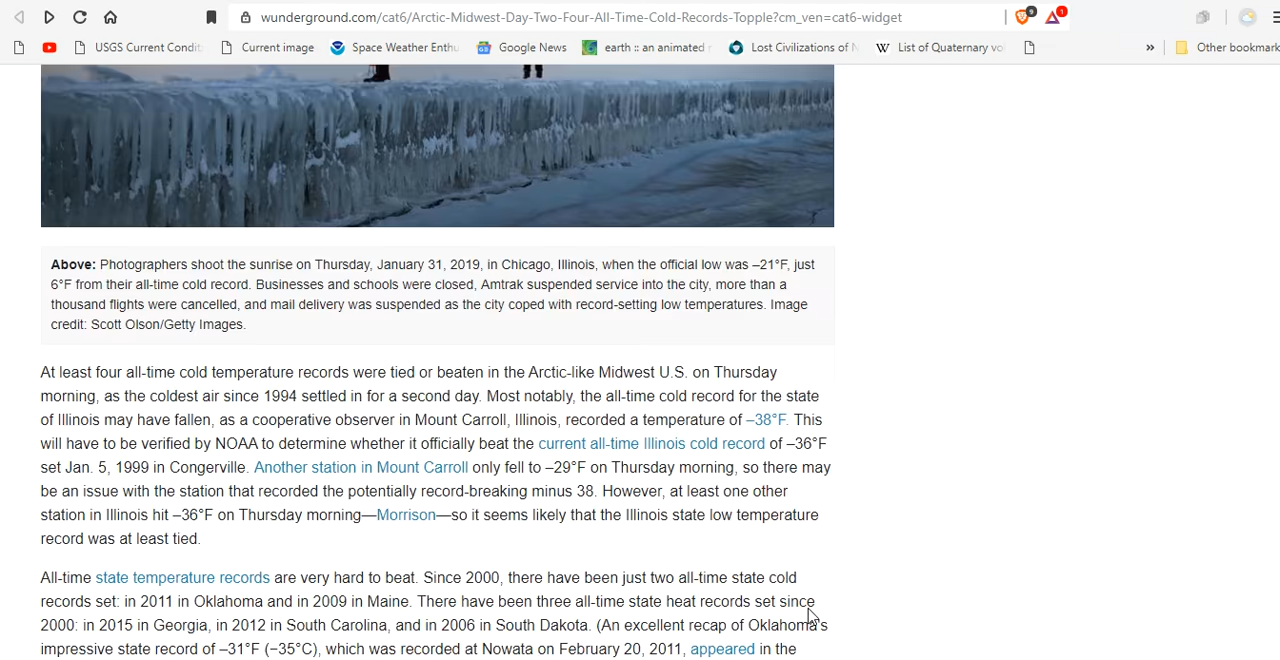 wunderground.com/cat6/Arctic-Midwest-Day-Two-Four-All-Time-Cold-Records-Topple?cm_ven=cat6-widget
9
1
USGS Current Condit
Current image
Space Weather Enthu
Google News
earth :: an animated
Lost Civilizations of N
W
List of Quaternary vo
»
Other bookmark
Above: Photographers shoot the sunrise on Thursday, January 31, 2019, in Chicago, Illinois, when the official low was –21°F, just
6°F from their all-time cold record. Businesses and schools were closed, Amtrak suspended service into the city, more than a
thousand flights were cancelled, and mail delivery was suspended as the city coped with record-setting low temperatures. Image
credit: Scott Olson/Getty Images.
At least four all-time cold temperature records were tied or beaten in the Arctic-like Midwest U.S. on Thursday
morning, as the coldest air since 1994 settled in for a second day. Most notably, the all-time cold record for the state
of Illinois may have fallen, as a cooperative observer in Mount Carroll, Illinois, recorded a temperature of –38°F. This
will have to be verified by NOAA to determine whether it officially beat the current all-time Illinois cold record of –36°F
set Jan. 5, 1999 in Congerville. Another station in Mount Carroll only fell to –29°F on Thursday morning, so there may
be an issue with the station that recorded the potentially record-breaking minus 38. However, at least one other
station in Illinois hit –36°F on Thursday morning—Morrison—so it seems likely that the Illinois state low temperature
record was at least tied.
All-time state temperature records are very hard to beat. Since 2000, there have been just two all-time state cold
records set: in 2011 in Oklahoma and in 2009 in Maine. There have been three all-time state heat records set since
2000: in 2015 in Georgia, in 2012 in South Carolina, and in 2006 in South Dakota. (An excellent recap of Oklahoma's
impressive state record of –31°F (−35°C), which was recorded at Nowata on February 20, 2011, appeared in the